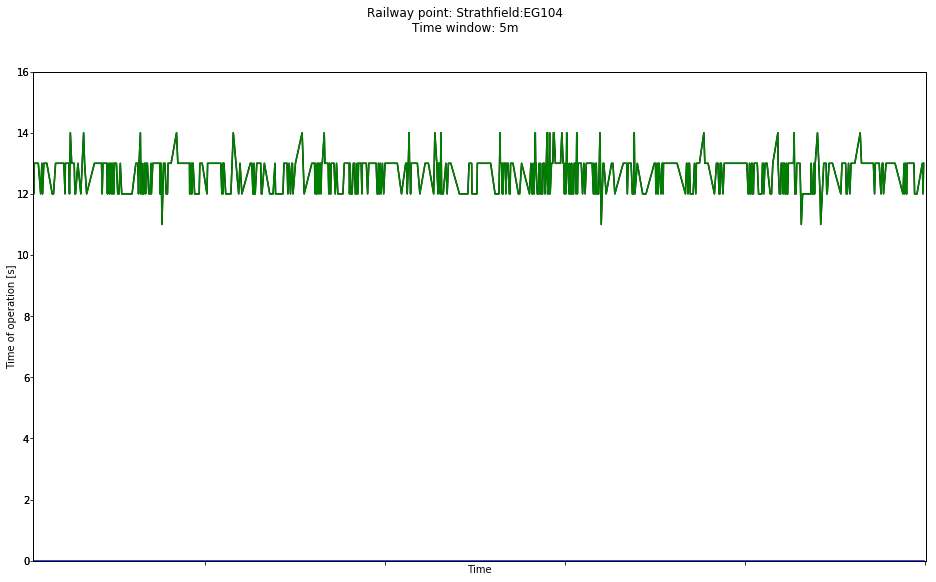 Railway point: Strathfield:EG104
Time window: 5m
16
14
12
10
8
6
4
2
0
Time of operation [s]
Time